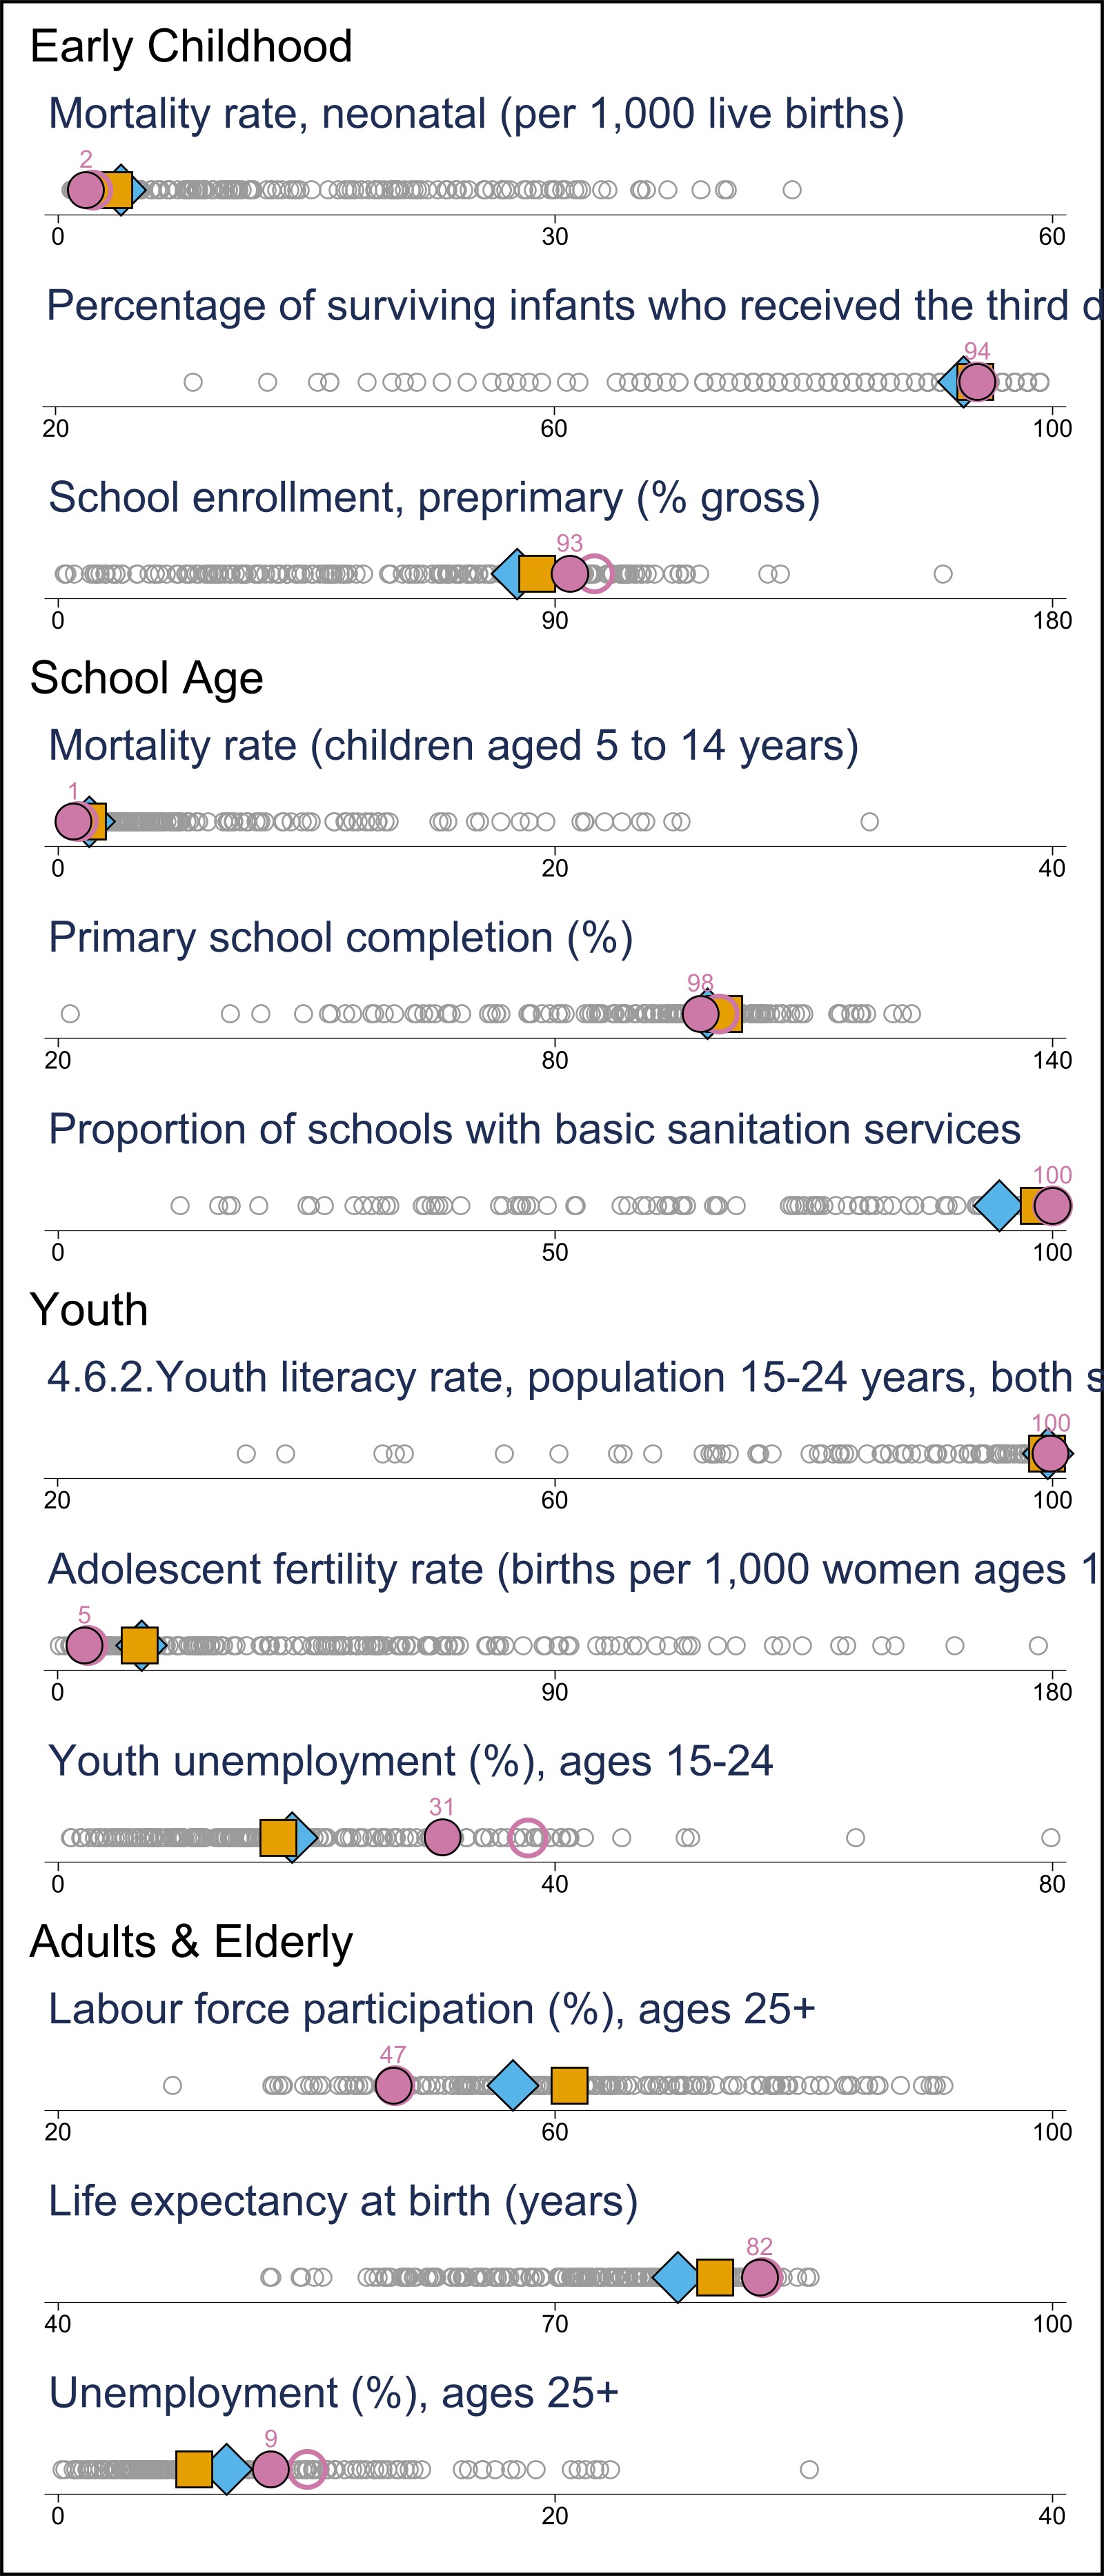 Early Childhood
Mortality rate, neonatal (per 1,000 live births)
2
0 30 60
Percentage of surviving infants who received the third d
94
20 60 100
School enrollment, preprimary (% gross)
93
0 90 180
School Age
Mortality rate (children aged 5 to 14 years)
1
0 20 40
Primary school completion (%)
98
20 80 140
Proportion of schools with basic sanitation services
100
0 50 100
Youth
4.6.2.Youth literacy rate, population 15-24 years, both s
100
20 60 100
Adolescent fertility rate (births per 1,000 women ages 1
5
0 90 180
Youth unemployment (%), ages 15-24
31
0 40 80
Adults & Elderly
Labour force participation (%), ages 25+
47
20 60 100
Life expectancy at birth (years)
82
40 70 100
Unemployment (%), ages 25+
9
0 20 40